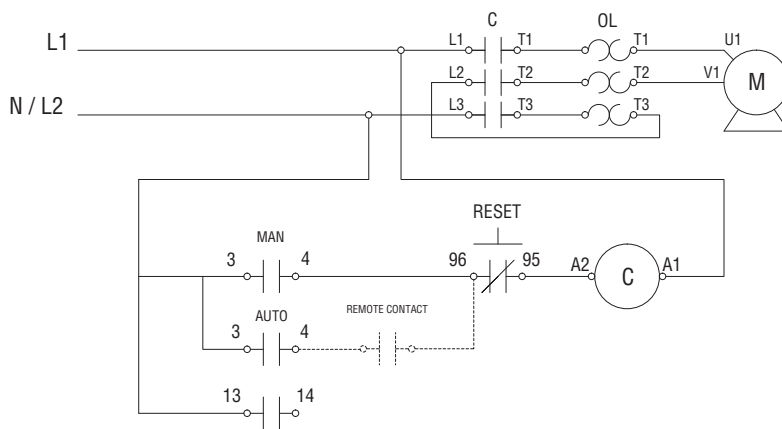 C OL
L1 L1 T1 T1 U1
L2 T2 T2 V1 M
N / L2 L3 T3 T3
RESET
MAN
3 4 96 95 A2 C A1
AUTO REMOTE CONTACT
3 4
13 14